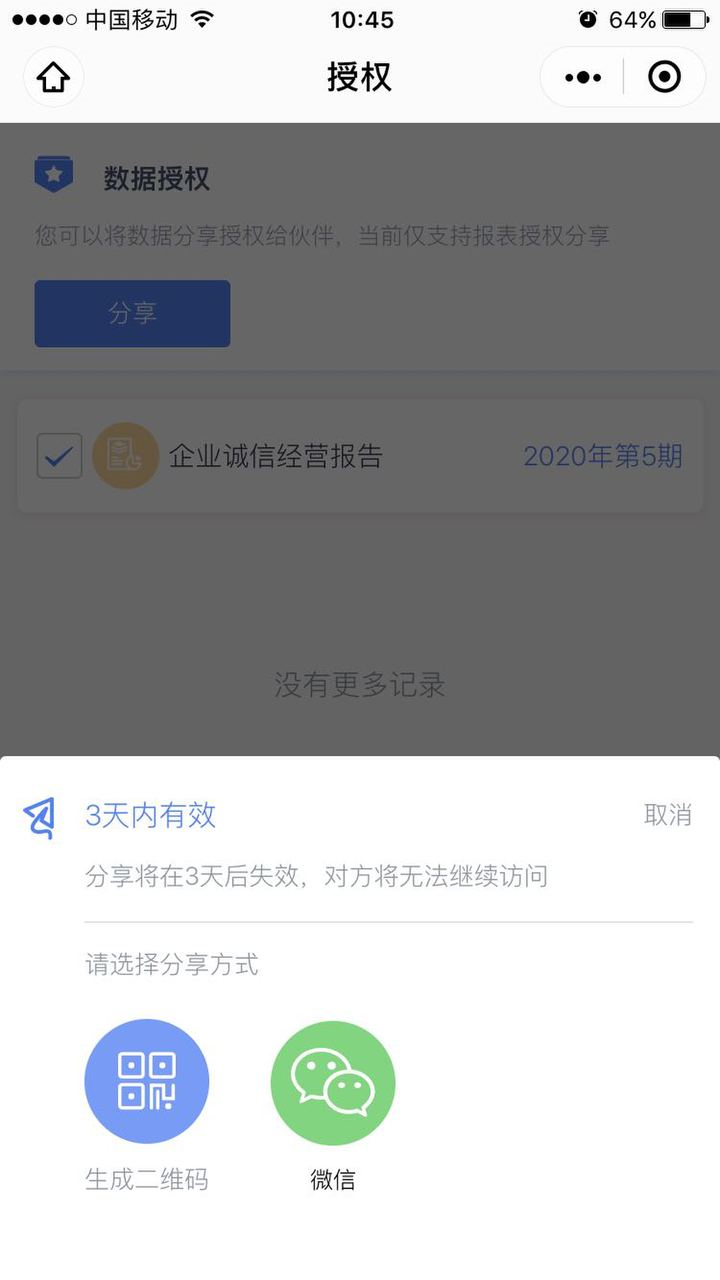 中国移动 10:45 64%
授权
数据授权
您可以将数据分享授权给伙伴，当前仅支持报表授权分享
分享
企业诚信经营报告 2020年第5期
没有更多记录
3天内有效 取消
分享将在3天后失效，对方将无法继续访问
请选择分享方式
生成二维码 微信